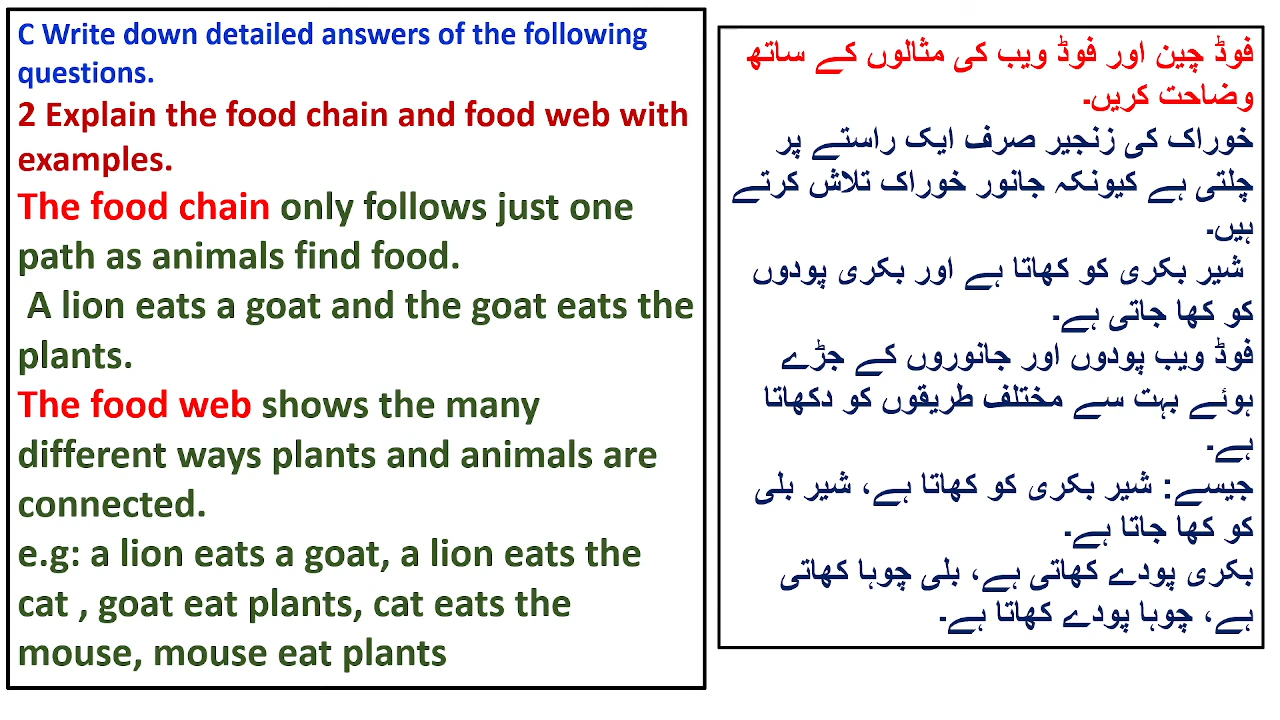 C Write down detailed answers of the following
questions.
2 Explain the food chain and food web with
examples.
The food chain only follows just one
path as animals find food.
A lion eats a goat and the goat eats the
plants.
The food web shows the many
different ways plants and animals are
connected.
e.g: a lion eats a goat, a lion eats the
cat , goat eat plants, cat eats the
mouse, mouse eat plants
فوڈ چین اور فوڈ ویب کی مثالوں کے ساتھ
وضاحت کریں۔
خوراک کی زنجیر صرف ایک راستے پر
چلتی ہے کیونکہ جانور خوراک تلاش کرتے
ہیں۔
شیر بکری کو کھاتا ہے اور بکری پودوں
کو کھا جاتی ہے۔
فوڈ ویب پودوں اور جانوروں کے جڑے
ہوئے بہت سے مختلف طریقوں کو دکھاتا
ہے۔
جیسے: شیر بکری کو کھاتا ہے، شیر بلی
کو کھا جاتا ہے۔
بکری پودے کھاتی ہے، بلی چوہا کھاتی
ہے، چوہا پودے کھاتا ہے۔